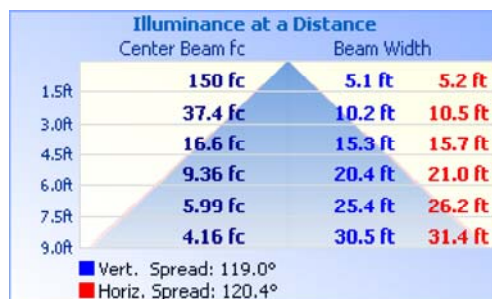 Illuminance at a Distance
Center Beam fc Beam Width
1.5ft 150 fc 5.1 ft 5.2 ft
3.0ft 37.4 fc 10.2 ft 10.5 ft
4.5ft 16.6 fc 15.3 ft 15.7 ft
6.0ft 9.36 fc 20.4 ft 21.0 ft
7.5ft 5.99 fc 25.4 ft 26.2 ft
9.0ft 4.16 fc 30.5 ft 31.4 ft
Vert. Spread: 119.0°
Horiz. Spread: 120.4°